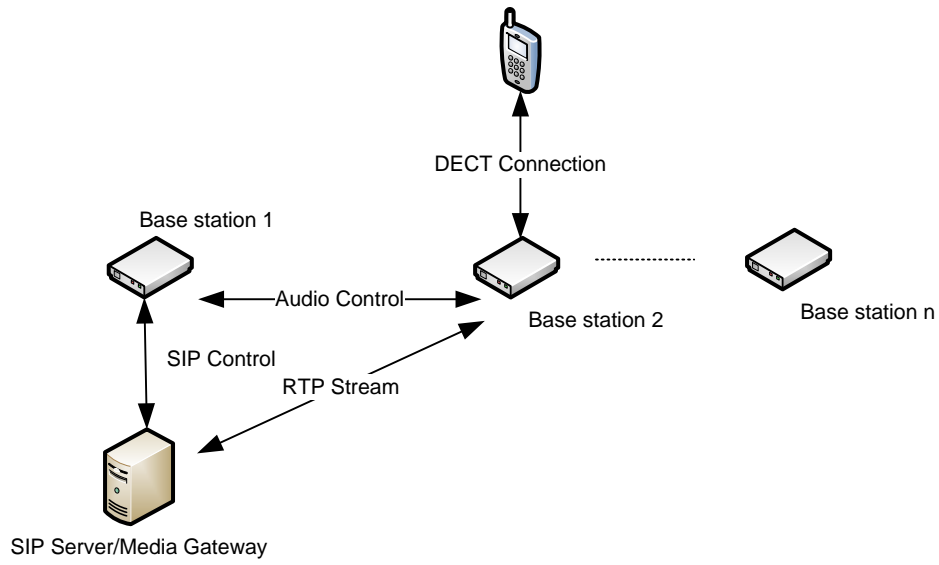 DECT Connection
Base station 1
Audio Control
Base station 2
Base station n
SIP Control
RTP Stream
SIP Server/Media Gateway